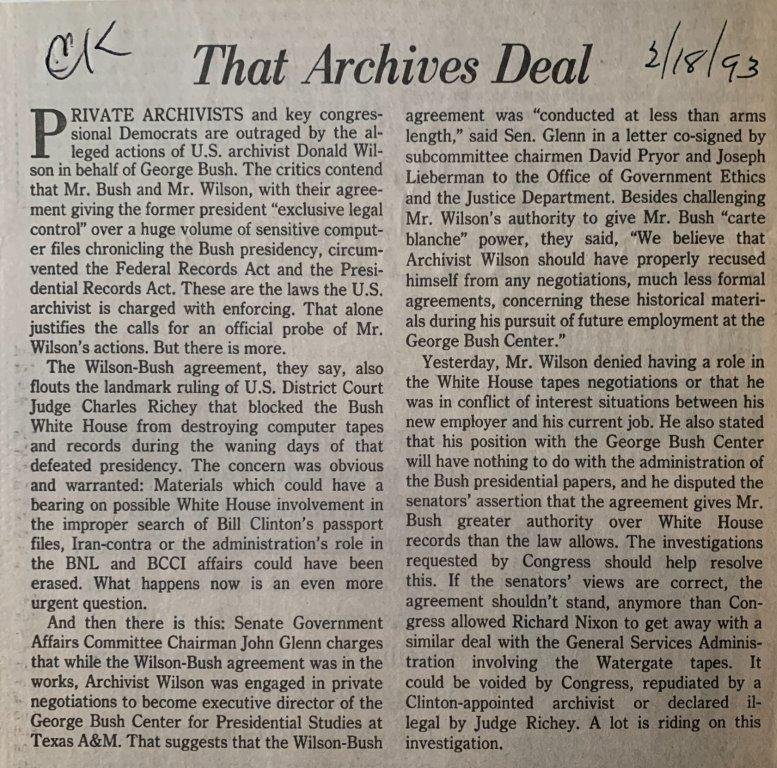 That Archives Deal
PRIVATE ARCHIVISTS and key congres-
sional Democrats are outraged by the al-
leged actions of U.S. archivist Donald Wil-
son in behalf of George Bush. The critics contend
that Mr. Bush and Mr. Wilson, with their agree-
ment giving the former president “exclusive legal
control” over a huge volume of sensitive comput-
er files chronicling the Bush presidency, circum-
vented the Federal Records Act and the Presi-
dential Records Act. These are the laws the U.S.
archivist is charged with enforcing. That alone
justifies the calls for an official probe of Mr.
Wilson's actions. But there is more.
The Wilson-Bush agreement, they say, also
flouts the landmark ruling of U.S. District Court
Judge Charles Richey that blocked the Bush
White House from destroying computer tapes
and records during the waning days of that
defeated presidency. The concern was obvious
and warranted: Materials which could have a
bearing on possible White House involvement in
the improper search of Bill Clinton's passport
files, Iran-contra or the administration's role in
the BNL and BCCI affairs could have been
erased. What happens now is an even more
urgent question.
And then there is this: Senate Government
Affairs Committee Chairman John Glenn charges
that while the Wilson-Bush agreement was in the
works, Archivist Wilson was engaged in private
negotiations to become executive director of the
George Bush Center for Presidential Studies at
Texas A&M. That suggests that the Wilson-Bush
agreement was “conducted at less than arms
length,” said Sen. Glenn in a letter co-signed by
subcommittee chairmen David Pryor and Joseph
Lieberman to the Office of Government Ethics
and the Justice Department. Besides challenging
Mr. Wilson's authority to give Mr. Bush “carte
blanche” power, they said, “We believe that
Archivist Wilson should have properly recused
himself from any negotiations, much less formal
agreements, concerning these historical materi-
als during his pursuit of future employment at the
George Bush Center.”
Yesterday, Mr. Wilson denied having a role in
the White House tapes negotiations or that he
was in conflict of interest situations between his
new employer and his current job. He also stated
that his position with the George Bush Center
will have nothing to do with the administration of
the Bush presidential papers, and he disputed the
senators' assertion that the agreement gives Mr.
Bush greater authority over White House
records than the law allows. The investigations
requested by Congress should help resolve
this. If the senators' views are correct, the
agreement shouldn't stand, anymore than Con-
gress allowed Richard Nixon to get away with a
similar deal with the General Services Adminis-
tration involving the Watergate tapes. It
could be voided by Congress, repudiated by a
Clinton-appointed archivist or declared il-
legal by Judge Richey. A lot is riding on this
investigation.